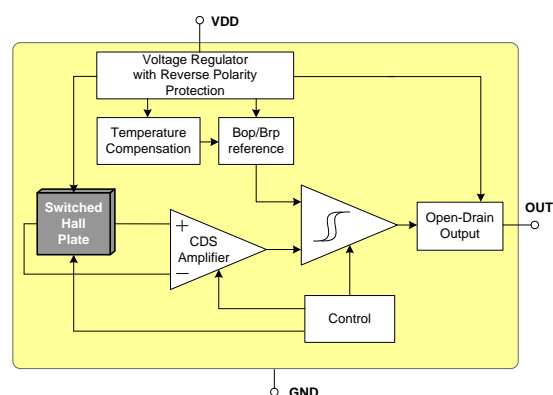 VDD
Voltage Regulator
with Reverse Polarity
Protection
Temperature
Compensation
Bop/Brp
reference
Switched
Hall
Plate
+
CDS
Amplifier
–
Open-Drain
Output
OUT
Control
GND